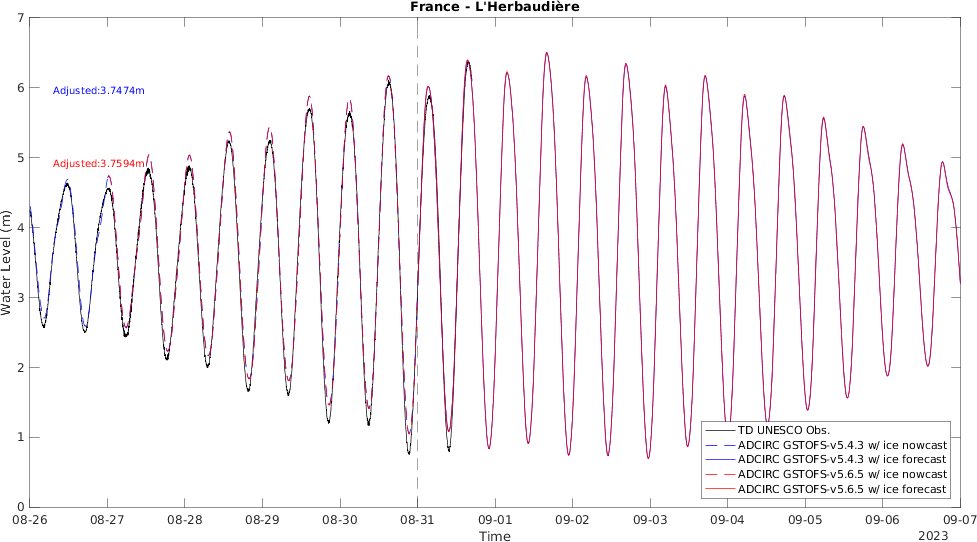 France - L'Herbaudière
7
6
5
4
3
2
1
0
Water Level (m)
Adjusted:3.7474m
Adjusted:3.7594m
TD UNESCO Obs.
ADCIRC GSTOFS-v5.4.3 w/ ice nowcast
ADCIRC GSTOFS-v5.4.3 w/ ice forecast
ADCIRC GSTOFS-v5.6.5 w/ ice nowcast
ADCIRC GSTOFS-v5.6.5 w/ ice forecast
08-26 08-27 08-28 08-29 08-30 08-31 09-01 09-02 09-03 09-04 09-05 09-06 09-07
Time
2023